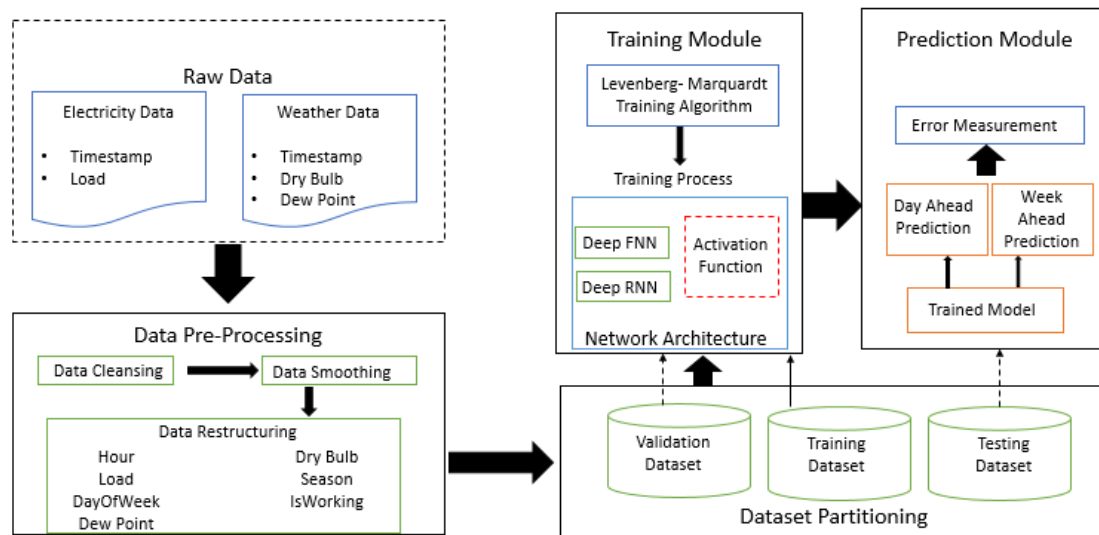 Raw Data
Electricity Data
• Timestamp
• Load
Weather Data
• Timestamp
• Dry Bulb
• Dew Point
Data Pre-Processing
Data Cleansing
Data Smoothing
Data Restructuring
Hour
Load
DayOfWeek
Dew Point
Dry Bulb
Season
IsWorking
Training Module
Levenberg- Marquardt
Training Algorithm
Training Process
Deep FNN
Deep RNN
Activation
Function
Network Architecture
Prediction Module
Error Measurement
Day Ahead
Prediction
Week
Ahead
Prediction
Trained Model
Validation
Dataset
Training
Dataset
Testing
Dataset
Dataset Partitioning